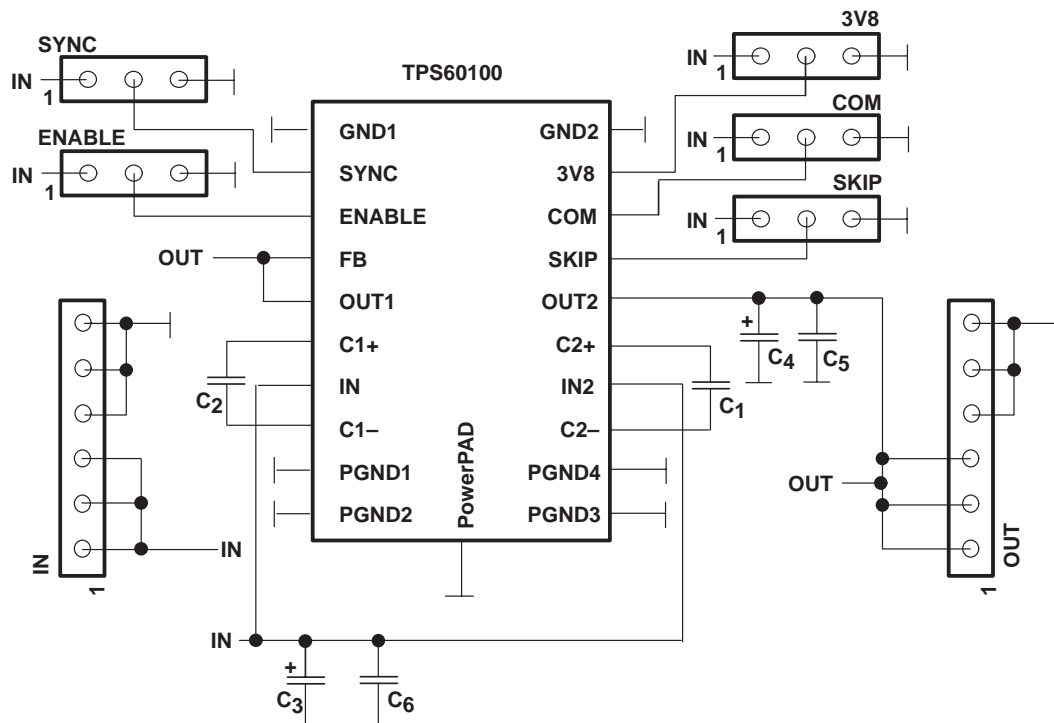 SYNC
IN
1
ENABLE
IN
1
TPS60100
3V8
IN
1
COM
IN
1
SKIP
IN
1
GND1
GND2
SYNC
3V8
ENABLE
COM
OUT
FB
SKIP
OUT1
OUT2
C1+
C2+
C4
+
C5
IN
IN2
C2
C1
C1–
C2–
PGND1
PGND4
PGND2
PGND3
PowerPAD
OUT
IN
IN
1
OUT
1
IN
+
C3
C6